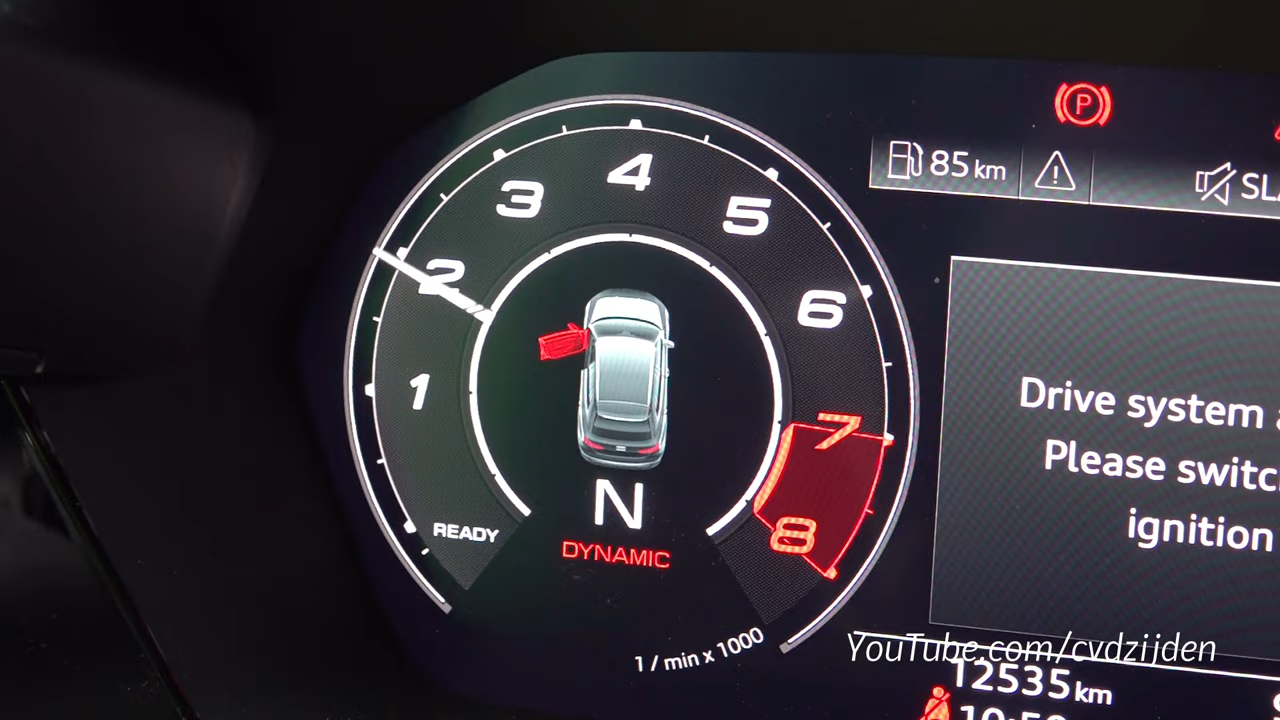 P
85 km
SL
4
3
5
2
6
1
7
8
READY
N
DYNAMIC
1 / min x 1000
Drive system
Please switc
ignition
YouTube.com/cvdzijden
12535 km